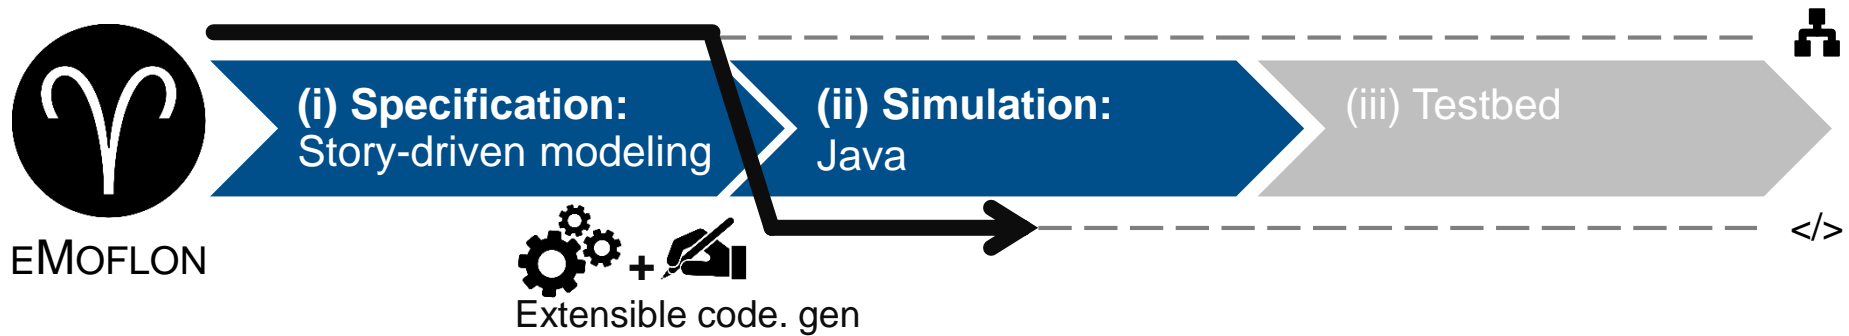 (i) Specification:
Story-driven modeling
(ii) Simulation:
Java
(iii) Testbed
</>
EMOFLON
+
Extensible code. gen